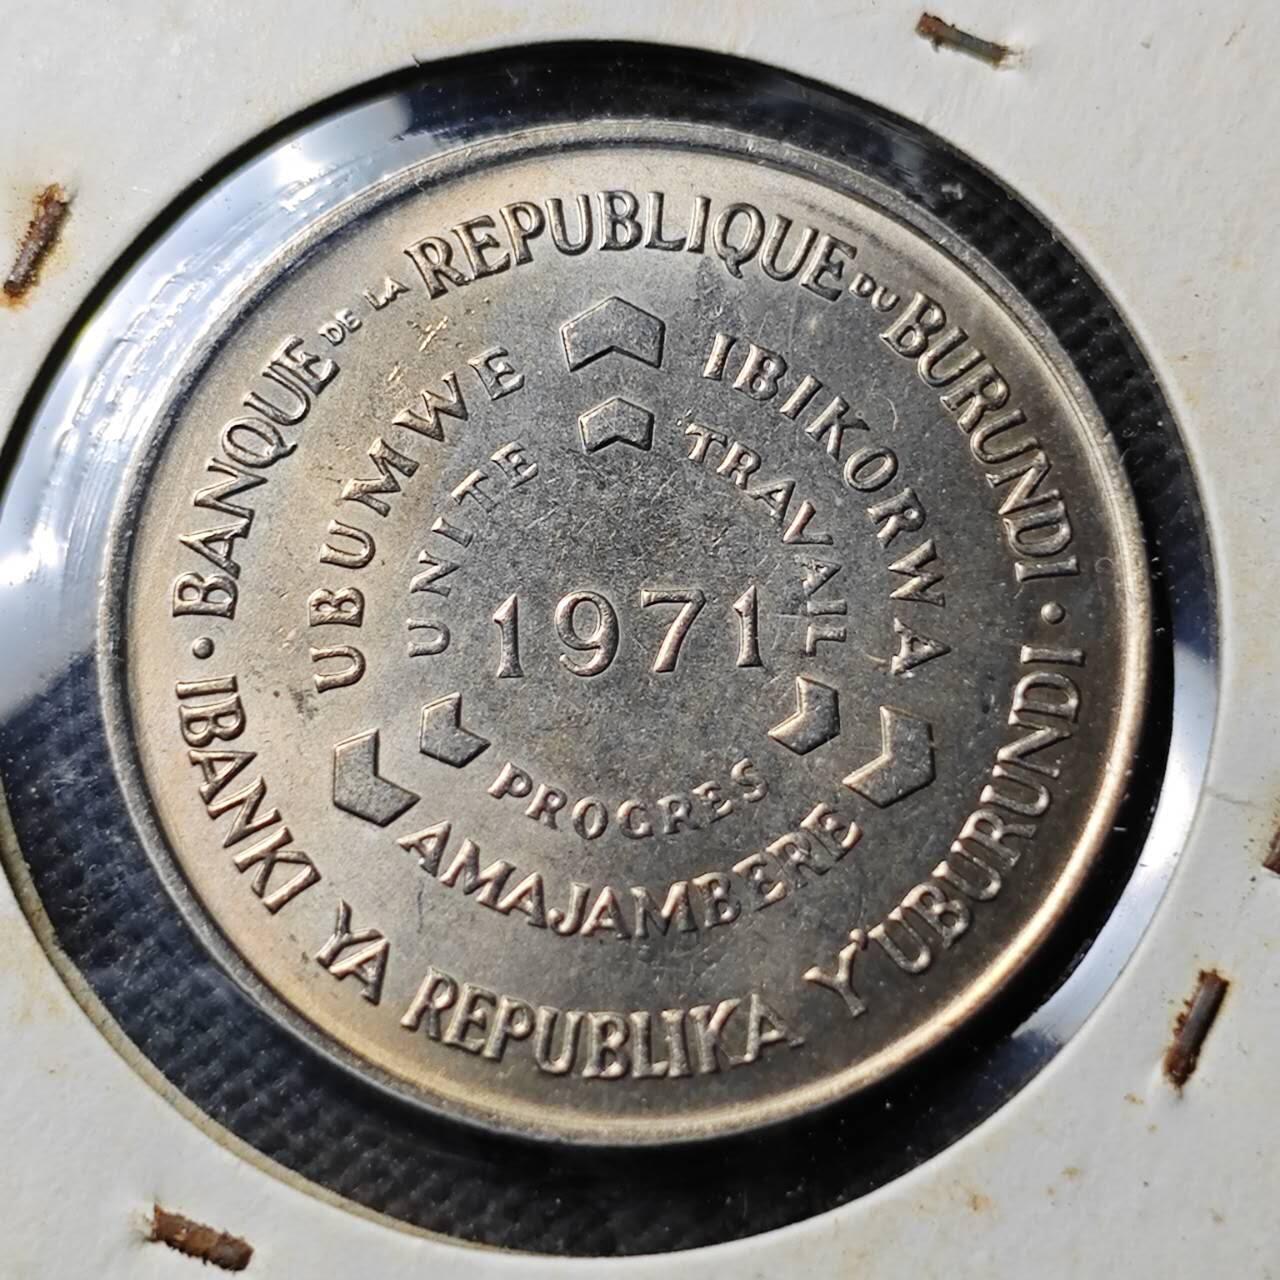 BANQUE DE LA REPUBLIQUE DU BURUNDI ·
IBANKI YA REPUBLIKA Y'UBURUNDI ·
UBUMWE IBIKORWA AMAJAMBERE
UNITE TRAVAIL PROGRES
1971